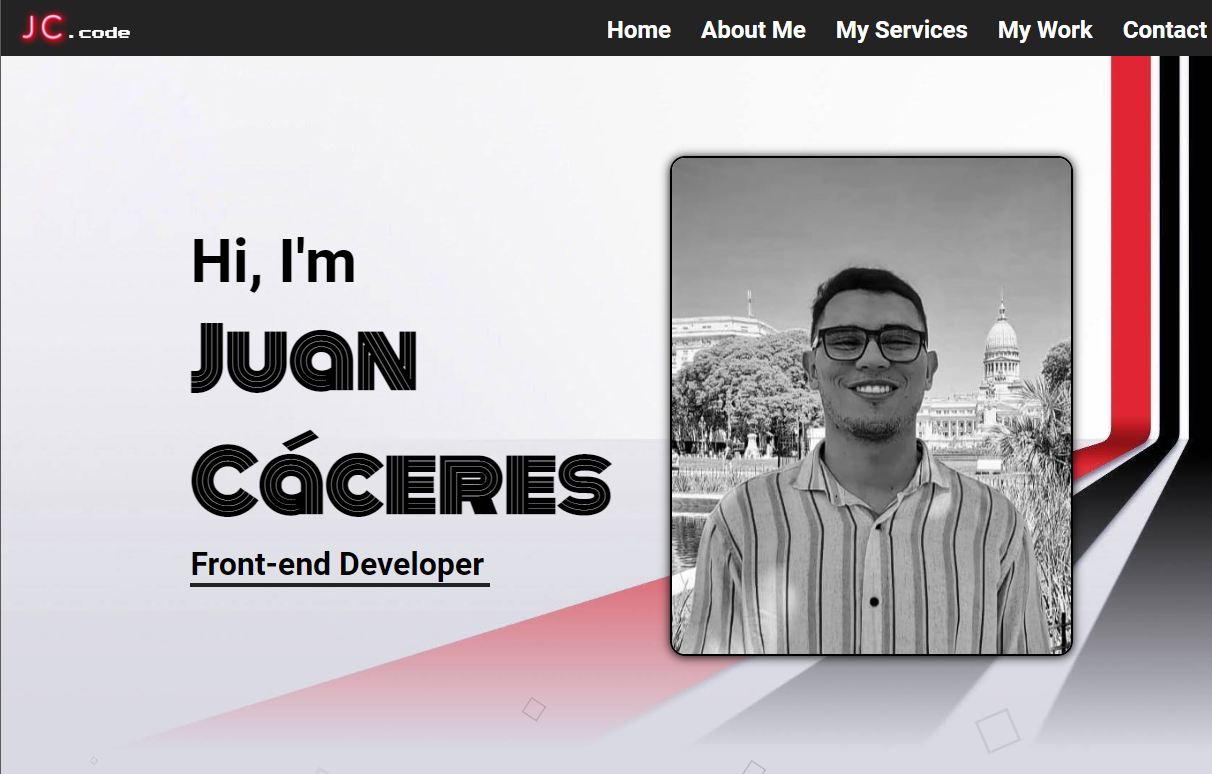 JC.code
Home About Me My Services My Work Contact
Hi, I'm
Juan
Cáceres
Front-end Developer